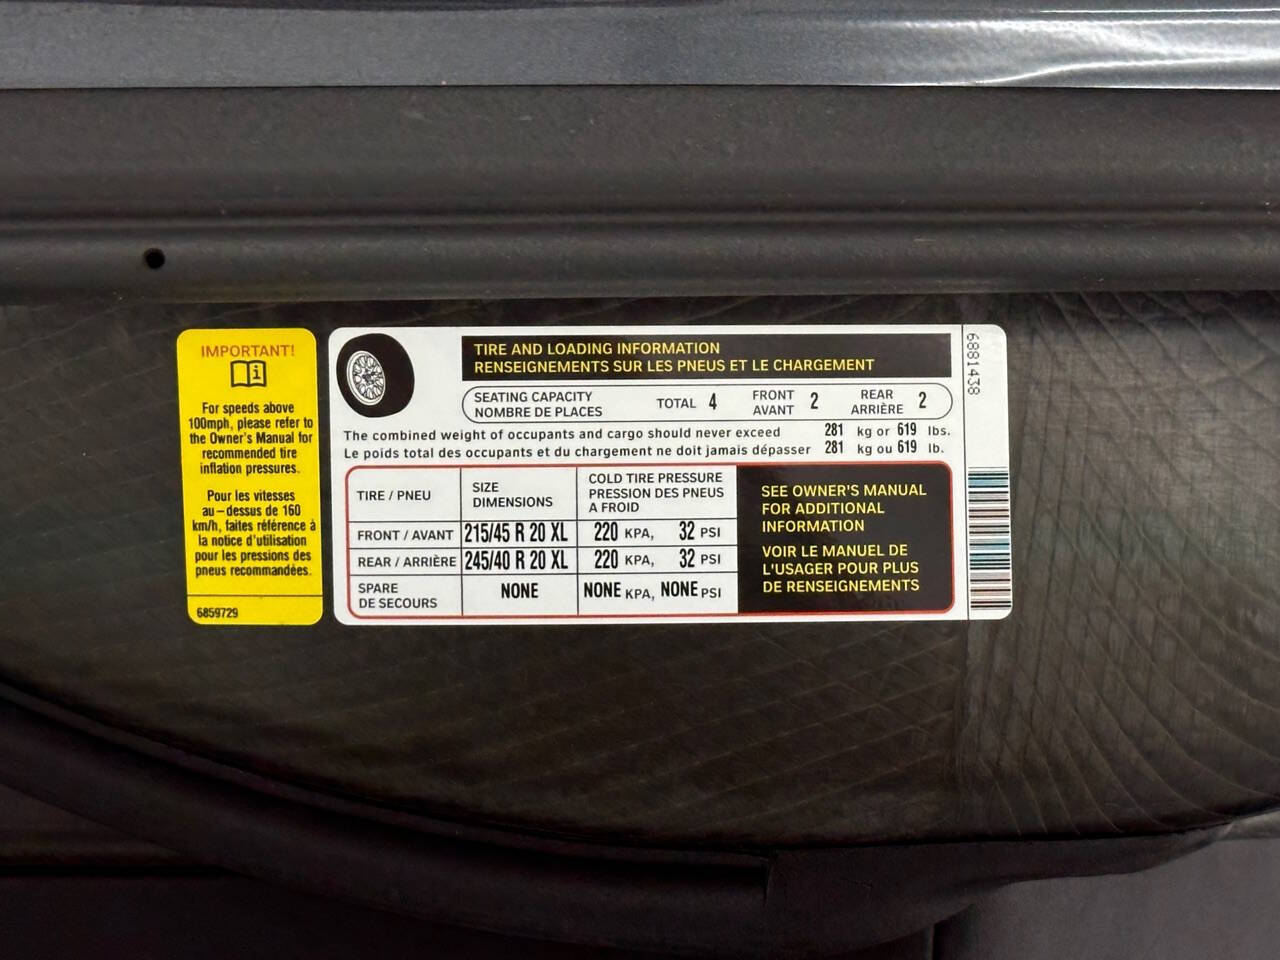 IMPORTANT!
For speeds above
100mph, please refer to
the Owner's Manual for
recommended tire
inflation pressures.
Pour les vitesses
au-dessus de 160
km/h, faites référence à
la notice d'utilisation
pour les pressions des
pneus recommandées.
6859729
TIRE AND LOADING INFORMATION
RENSEIGNEMENTS SUR LES PNEUS ET LE CHARGEMENT
SEATING CAPACITY
NOMBRE DE PLACES
TOTAL 4
FRONT
AVANT 2
REAR
ARRIÈRE 2
The combined weight of occupants and cargo should never exceed 281 kg or 619 lbs.
Le poids total des occupants et du chargement ne doit jamais dépasser 281 kg ou 619 lb.
TIRE / PNEU
SIZE
DIMENSIONS
COLD TIRE PRESSURE
PRESSION DES PNEUS
A FROID
FRONT / AVANT 215/45 R 20 XL 220 KPA, 32 PSI
REAR / ARRIÈRE 245/40 R 20 XL 220 KPA, 32 PSI
SPARE
DE SECOURS
NONE NONE KPA, NONE PSI
SEE OWNER'S MANUAL
FOR ADDITIONAL
INFORMATION
VOIR LE MANUEL DE
L'USAGER POUR PLUS
DE RENSEIGNEMENTS
6881438